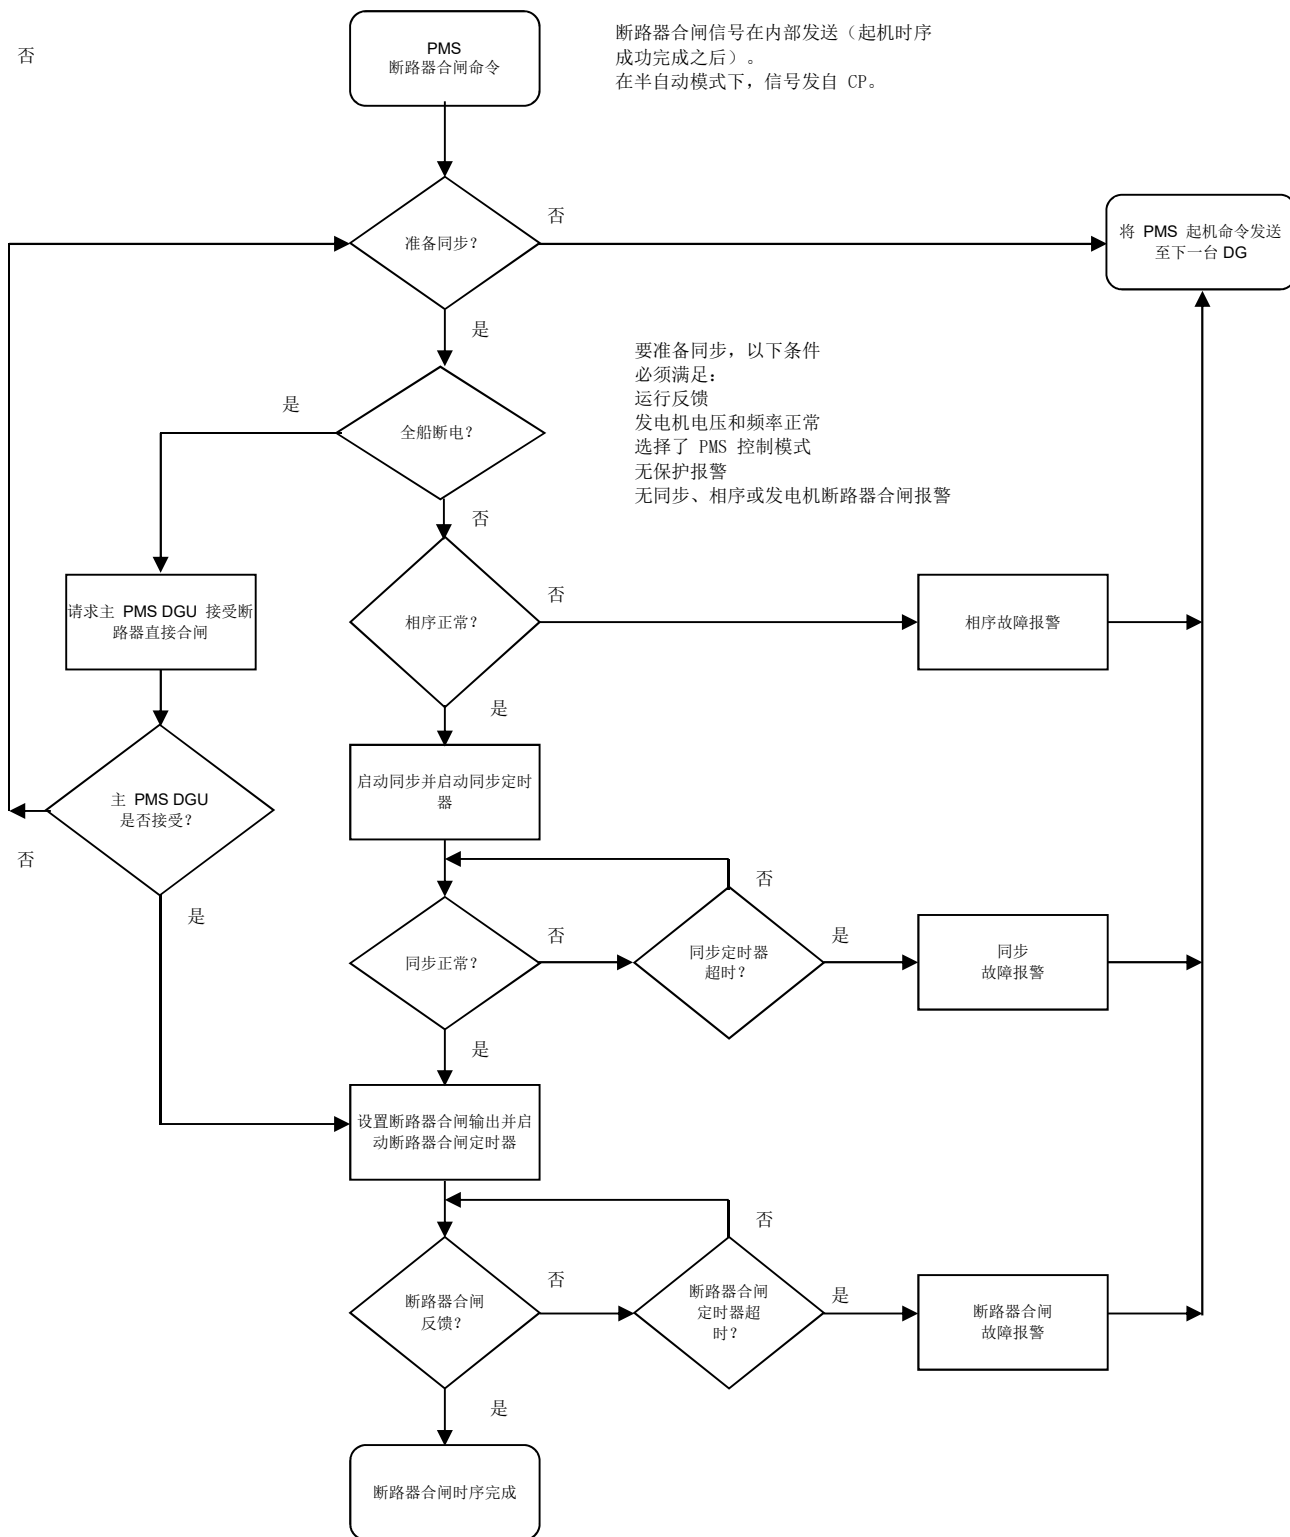 否
PMS
断路器合闸命令
断路器合闸信号在内部发送（起机时序
成功完成之后）。
在半自动模式下，信号发自 CP。
准备同步？
否
将 PMS 起机命令发送
至下一台 DG
是
要准备同步，以下条件
必须满足：
运行反馈
发电机电压和频率正常
选择了 PMS 控制模式
无保护报警
无同步、相序或发电机断路器合闸报警
是
全船断电？
否
请求主 PMS DGU 接受断
路器直接合闸
相序正常？
否
相序故障报警
是
主 PMS DGU
是否接受？
否
是
启动同步并启动同步定时
器
否
同步正常？
否
同步定时器
超时？
是
同步
故障报警
是
设置断路器合闸输出并启
动断路器合闸定时器
否
断路器合闸
反馈？
否
断路器合闸
定时器超
时？
是
断路器合闸
故障报警
是
断路器合闸时序完成